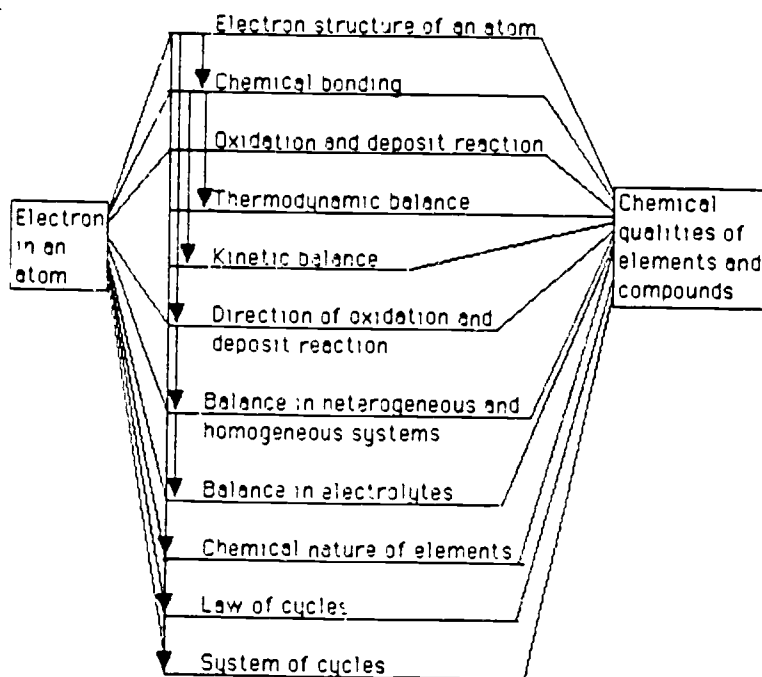 Electron structure of an atom
Chemical bonding
Oxidation and deposit reaction
Thermodynamic balance
Kinetic balance
Direction of oxidation and
deposit reaction
Balance in neterogeneous and
homogeneous systems
Balance in electrolytes
Chemical nature of elements
Law of cycles
System of cycles
Electron
in an
atom
Chemical
qualities of
elements and
compounds